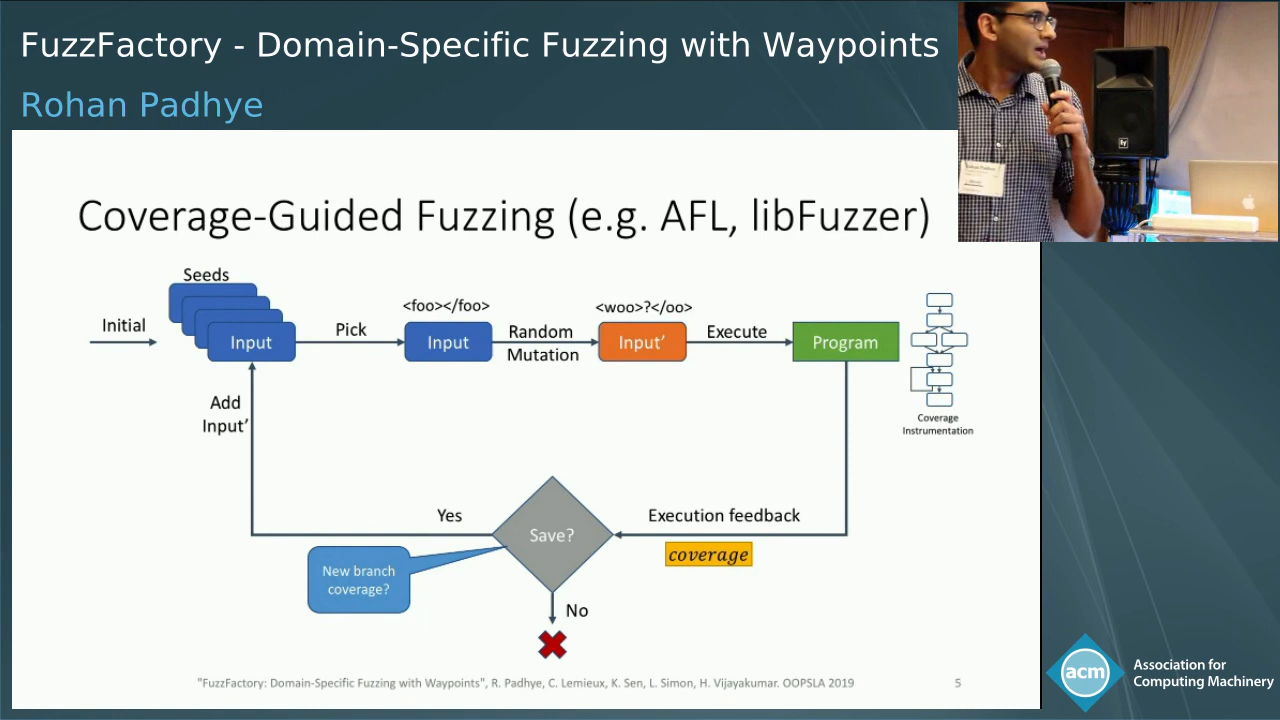 FuzzFactory - Domain-Specific Fuzzing with Waypoints
Rohan Padhye
Coverage-Guided Fuzzing (e.g. AFL, libFuzzer)
Seeds
Initial
Input
Pick
<foo></foo>
Input
Random
Mutation
<woo>?</oo>
Input’
Execute
Program
Coverage
Instrumentation
Add
Input’
Yes
Save?
Execution feedback
coverage
New branch
coverage?
No
"FuzzFactory: Domain-Specific Fuzzing with Waypoints", R. Padhye, C. Lemieux, K. Sen, L. Simon, H. Vijayakumar. OOPSLA 2019
5
acm
Association for
Computing Machinery